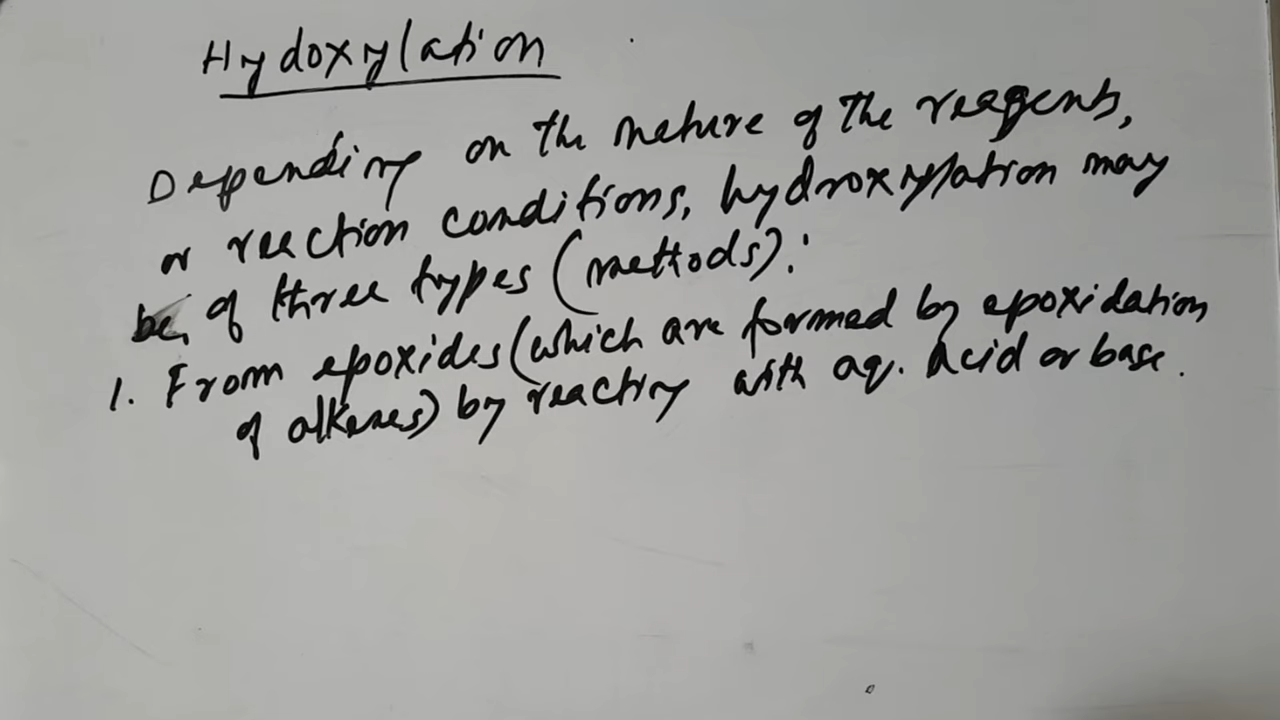 Hydoxylation
Depending on the nature of the reagents,
or reaction conditions, hydroxylation may
be of three types (methods):
1. From epoxides (which are formed by epoxidation
of alkenes) by reacting with aq. acid or base.